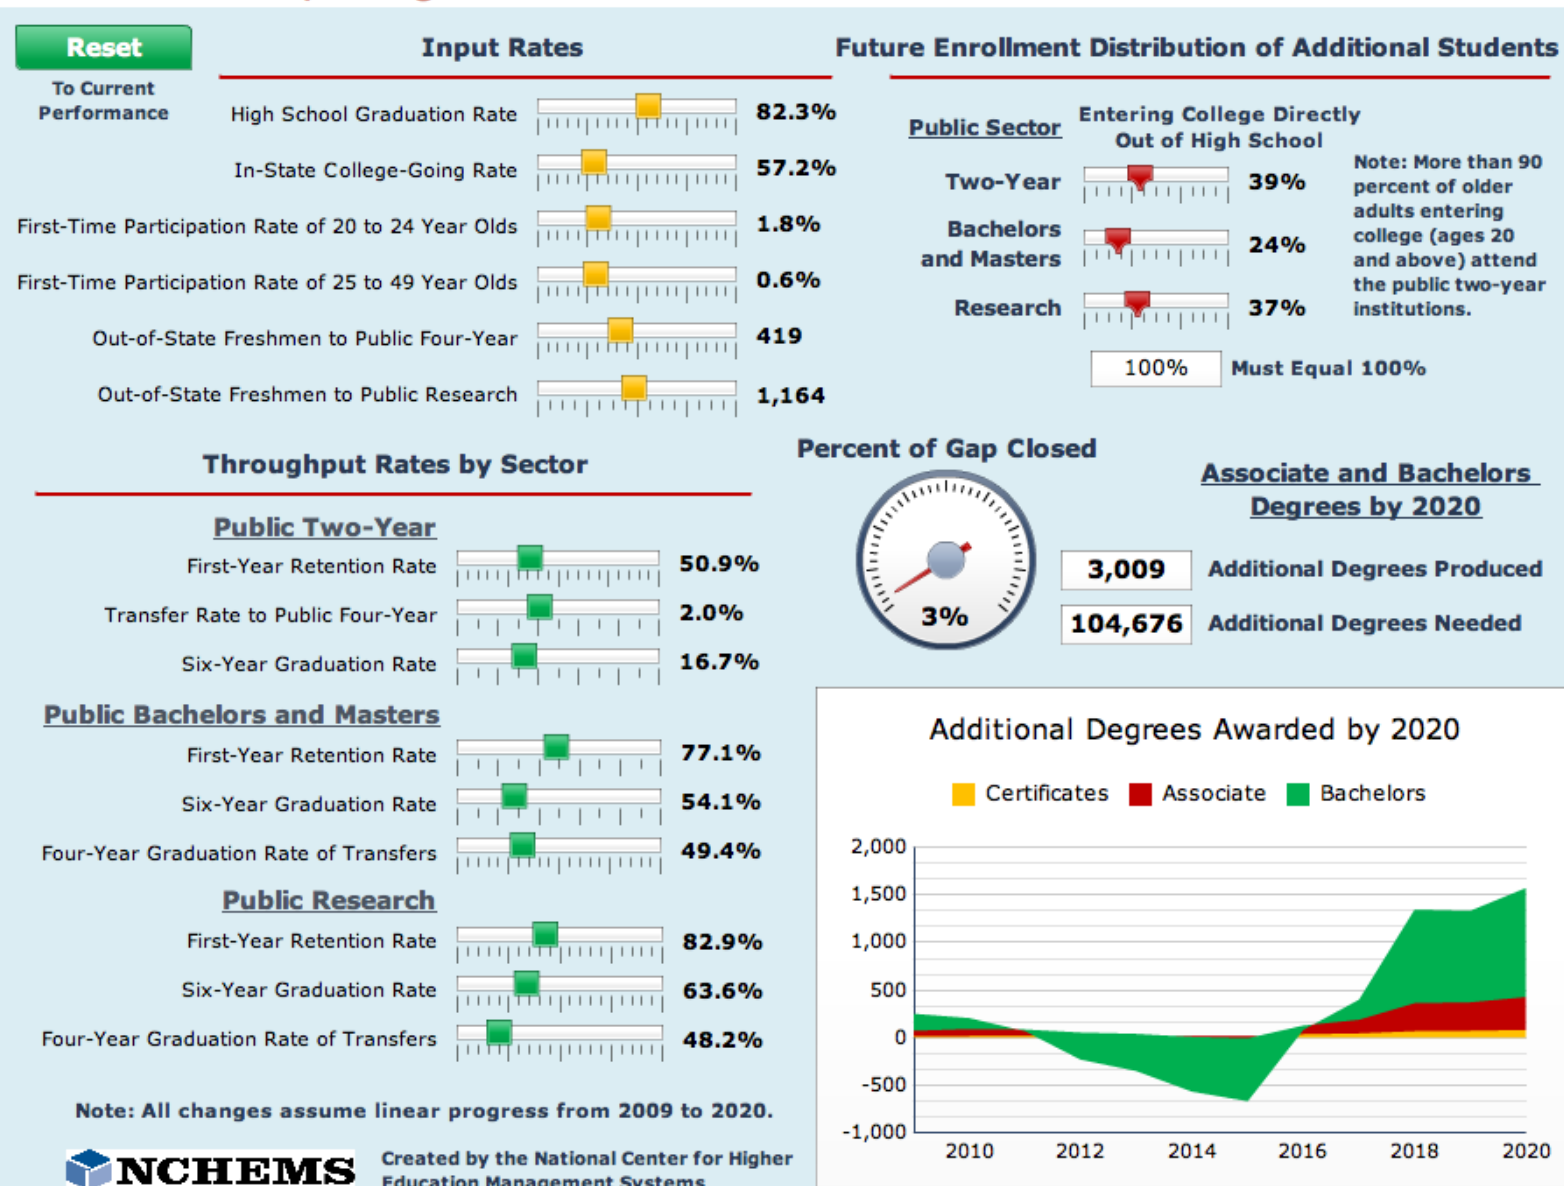 Reset
To Current
Performance
Input Rates
High School Graduation Rate 82.3%
In-State College-Going Rate 57.2%
First-Time Participation Rate of 20 to 24 Year Olds 1.8%
First-Time Participation Rate of 25 to 49 Year Olds 0.6%
Out-of-State Freshmen to Public Four-Year 419
Out-of-State Freshmen to Public Research 1,164
Future Enrollment Distribution of Additional Students
Public Sector
Entering College Directly
Out of High School
Two-Year 39%
Bachelors
and Masters 24%
Research 37%
100% Must Equal 100%
Note: More than 90
percent of older
adults entering
college (ages 20
and above) attend
the public two-year
institutions.
Throughput Rates by Sector
Public Two-Year
First-Year Retention Rate 50.9%
Transfer Rate to Public Four-Year 2.0%
Six-Year Graduation Rate 16.7%
Public Bachelors and Masters
First-Year Retention Rate 77.1%
Six-Year Graduation Rate 54.1%
Four-Year Graduation Rate of Transfers 49.4%
Public Research
First-Year Retention Rate 82.9%
Six-Year Graduation Rate 63.6%
Four-Year Graduation Rate of Transfers 48.2%
Note: All changes assume linear progress from 2009 to 2020.
NCHEMS
Created by the National Center for Higher
Education Management Systems
Percent of Gap Closed
3%
Associate and Bachelors
Degrees by 2020
3,009 Additional Degrees Produced
104,676 Additional Degrees Needed
Additional Degrees Awarded by 2020
Certificates Associate Bachelors
2,000
1,500
1,000
500
0
-500
-1,000
2010 2012 2014 2016 2018 2020